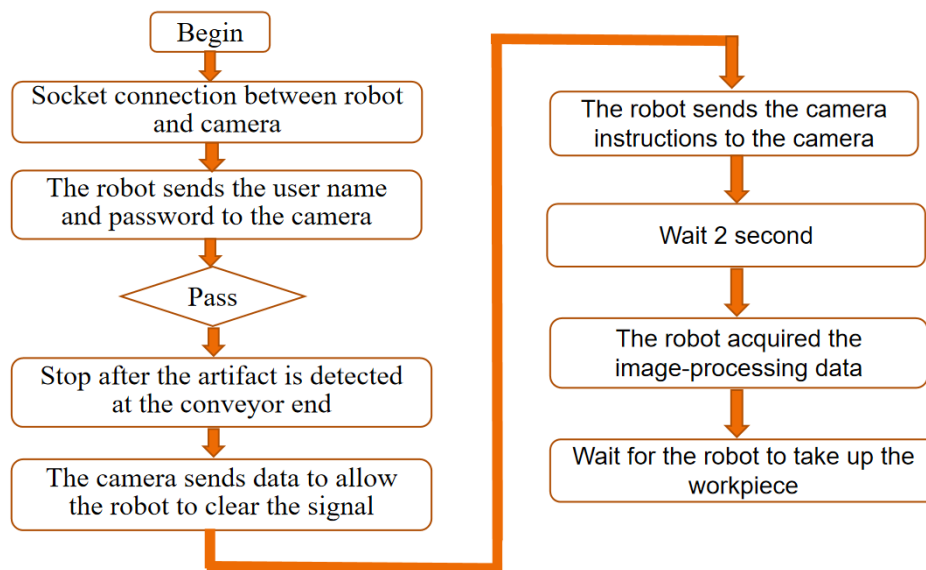 Begin
Socket connection between robot
and camera
The robot sends the user name
and password to the camera
Pass
Stop after the artifact is detected
at the conveyor end
The camera sends data to allow
the robot to clear the signal
The robot sends the camera
instructions to the camera
Wait 2 second
The robot acquired the
image-processing data
Wait for the robot to take up the
workpiece